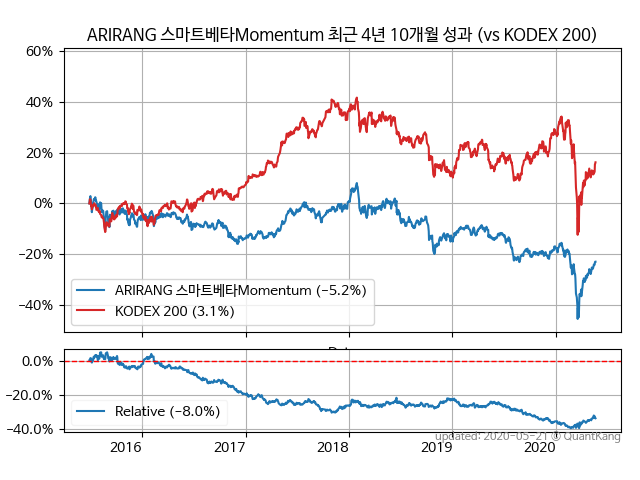 ARIRANG 스마트베타Momentum 최근 4년 10개월 성과 (vs KODEX 200)
60%
40%
20%
0%
−20%
−40%
ARIRANG 스마트베타Momentum (−5.2%)
KODEX 200 (3.1%)
0.0%
−20.0%
−40.0%
Relative (−8.0%)
updated: 2020-05-21 © QuantKang
2016 2017 2018 2019 2020